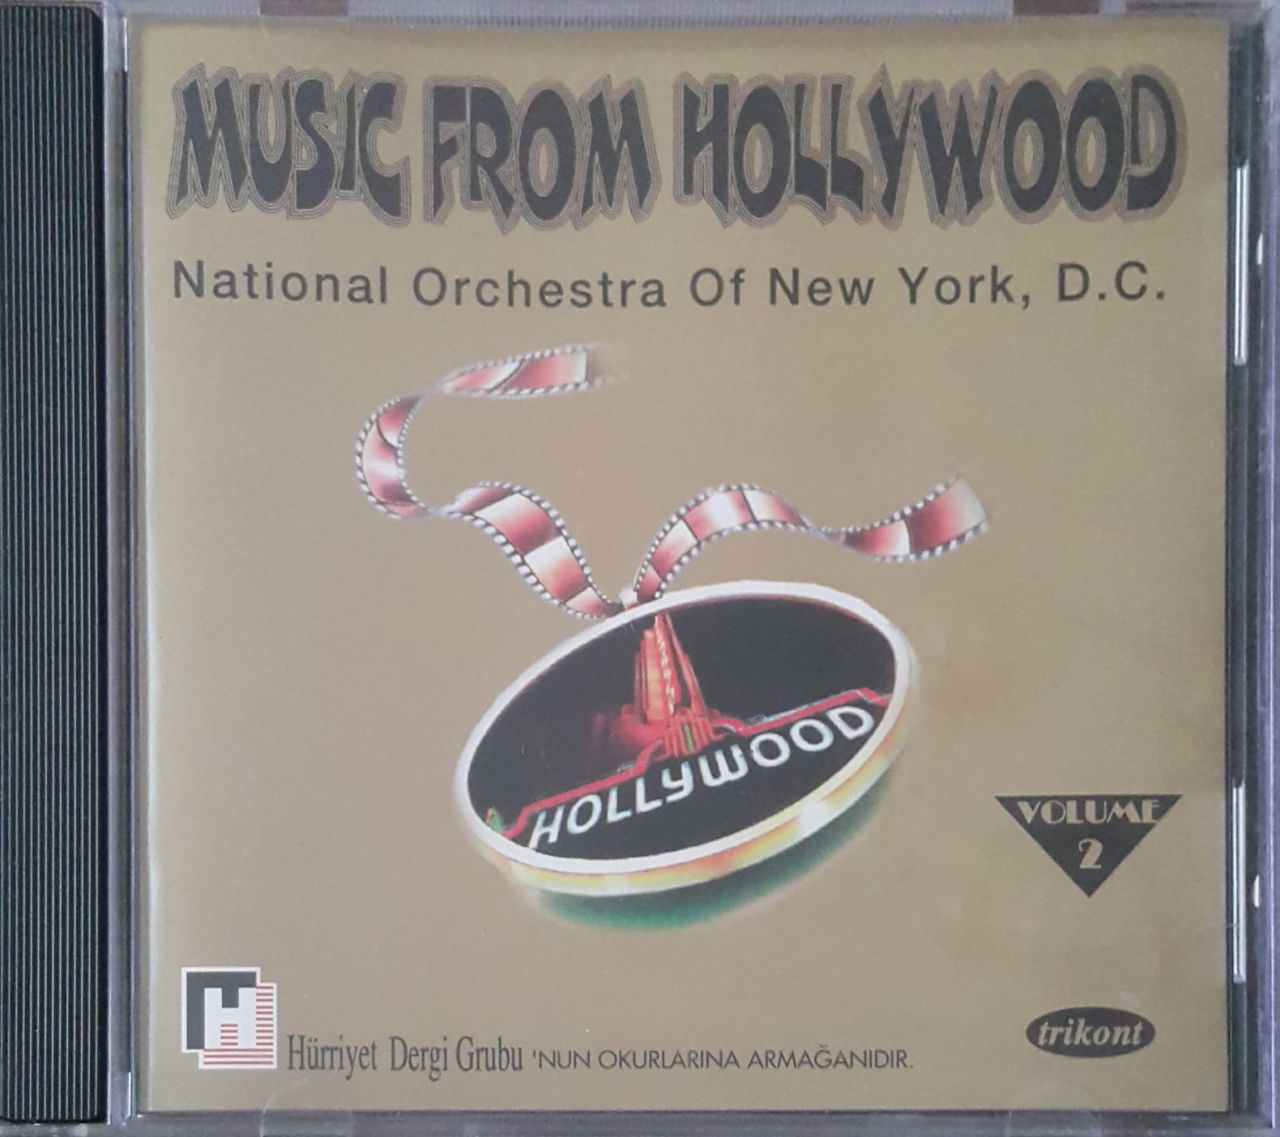 MUSIC FROM HOLLYWOOD
National Orchestra Of New York, D.C.
HOLLYWOOD
VOLUME
2
H
trikont
Hürriyet Dergi Grubu 'NUN OKURLARINA ARMAĞANIDIR.